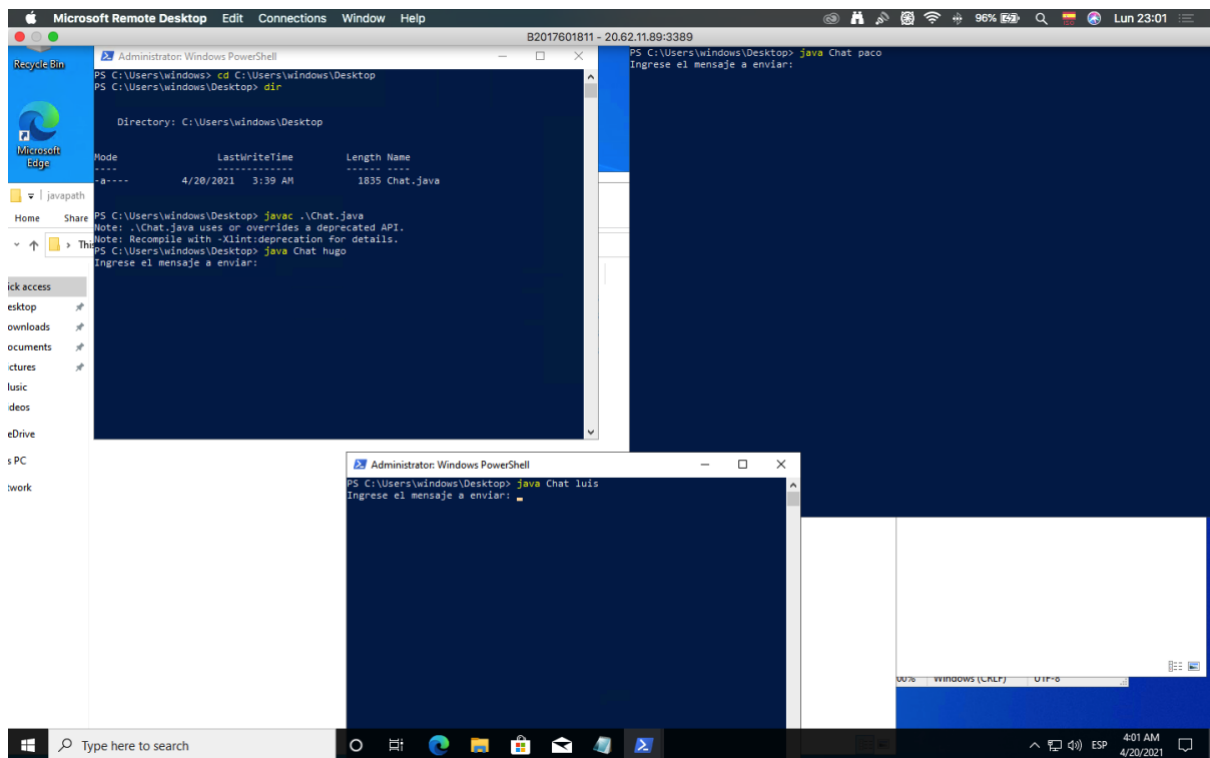 Microsoft Remote Desktop Edit Connections Window Help 96% Lun 23:01
B2017601811 - 20.62.11.89:3389
Recycle Bin
Microsoft
Edge
javapath
Home Share
ick access
esktop
ownloads
ocuments
ictures
usic
ideos
eDrive
s PC
twork
Administrator: Windows PowerShell
PS C:\Users\windows> cd C:\Users\windows\Desktop
PS C:\Users\windows\Desktop> dir
Directory: C:\Users\windows\Desktop
Mode LastWriteTime Length Name
---- ------------- ------ ----
-a---- 4/20/2021 3:39 AM 1835 Chat.java
PS C:\Users\windows\Desktop> javac .\Chat.java
Note: .\Chat.java uses or overrides a deprecated API.
Note: Recompile with -Xlint:deprecation for details.
PS C:\Users\windows\Desktop> java Chat hugo
Ingrese el mensaje a enviar:
PS C:\Users\windows\Desktop> java Chat paco
Ingrese el mensaje a enviar:
Administrator: Windows PowerShell
PS C:\Users\windows\Desktop> java Chat luis
Ingrese el mensaje a enviar:
Windows (CRLF) UTF-8
Type here to search
ESP 4:01 AM
4/20/2021